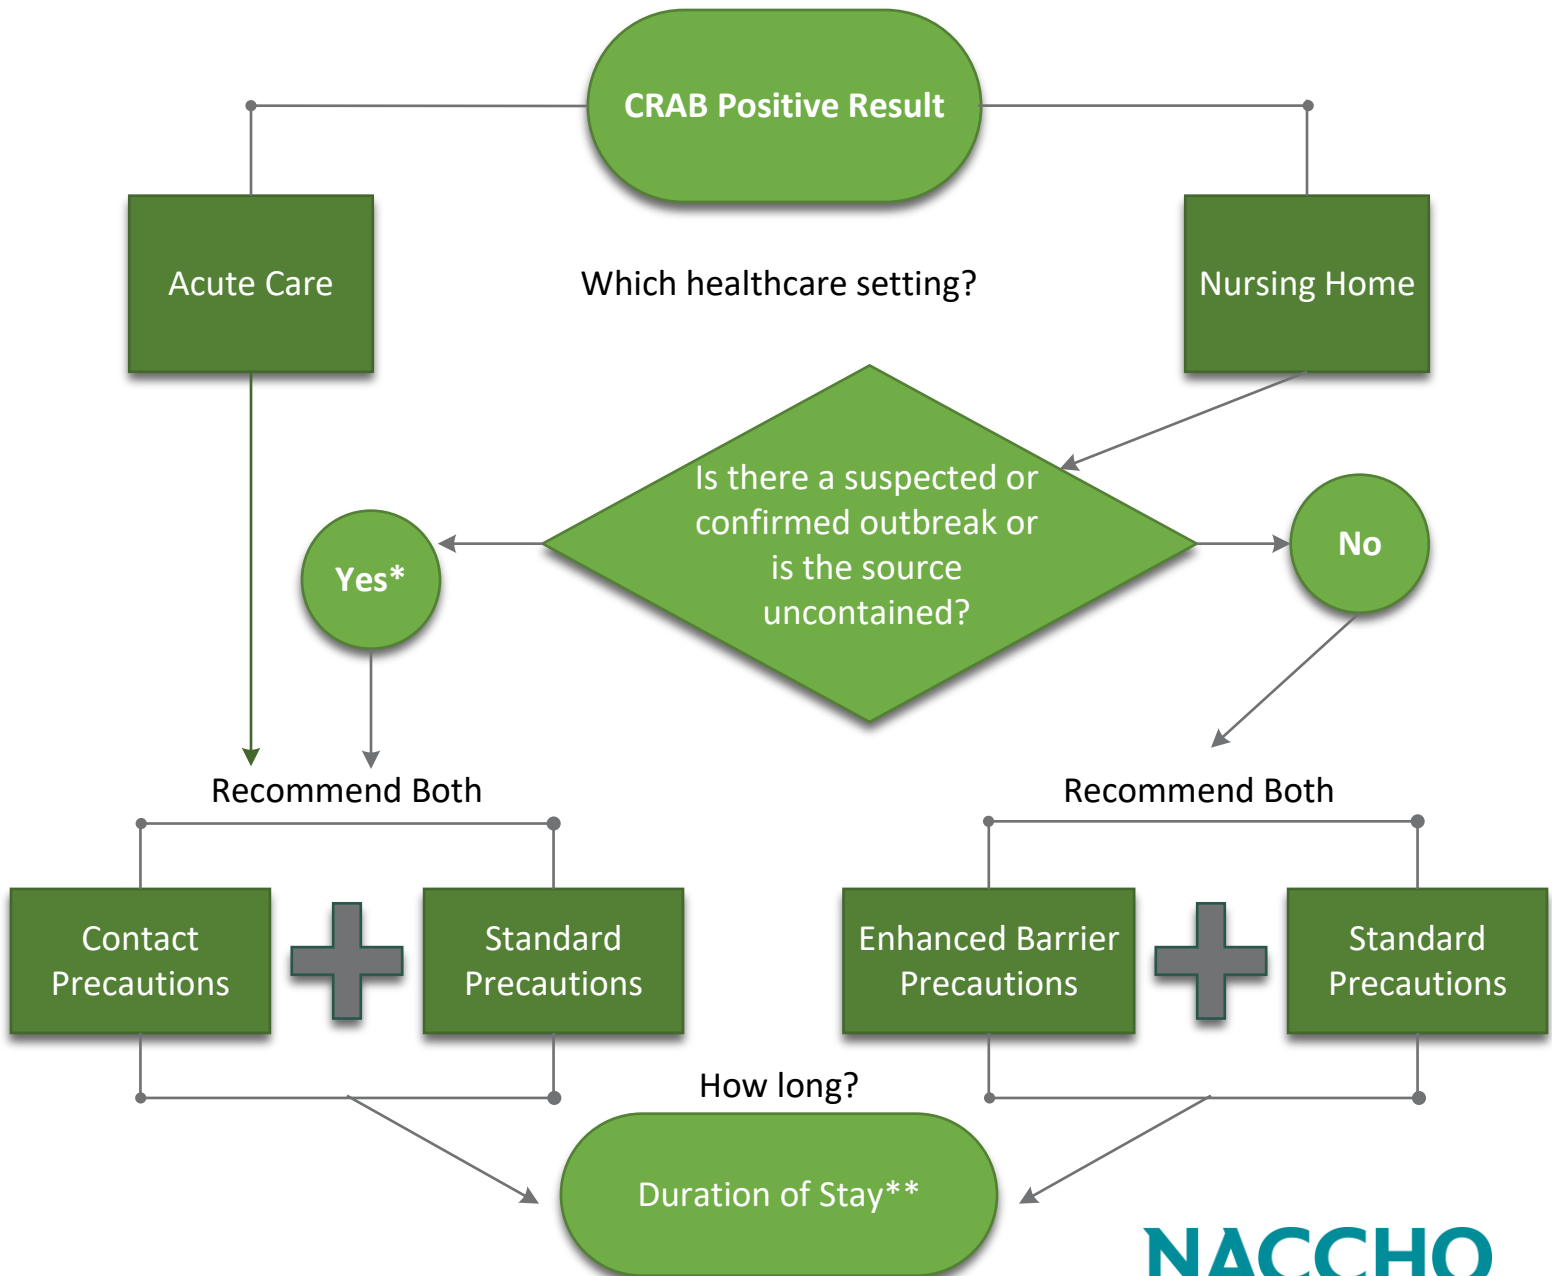 CRAB Positive Result
Acute Care
Which healthcare setting?
Nursing Home
Is there a suspected or
confirmed outbreak or
is the source
uncontained?
Yes*
No
Recommend Both
Recommend Both
Contact
Precautions
Standard
Precautions
Enhanced Barrier
Precautions
Standard
Precautions
How long?
Duration of Stay**
NACCHO